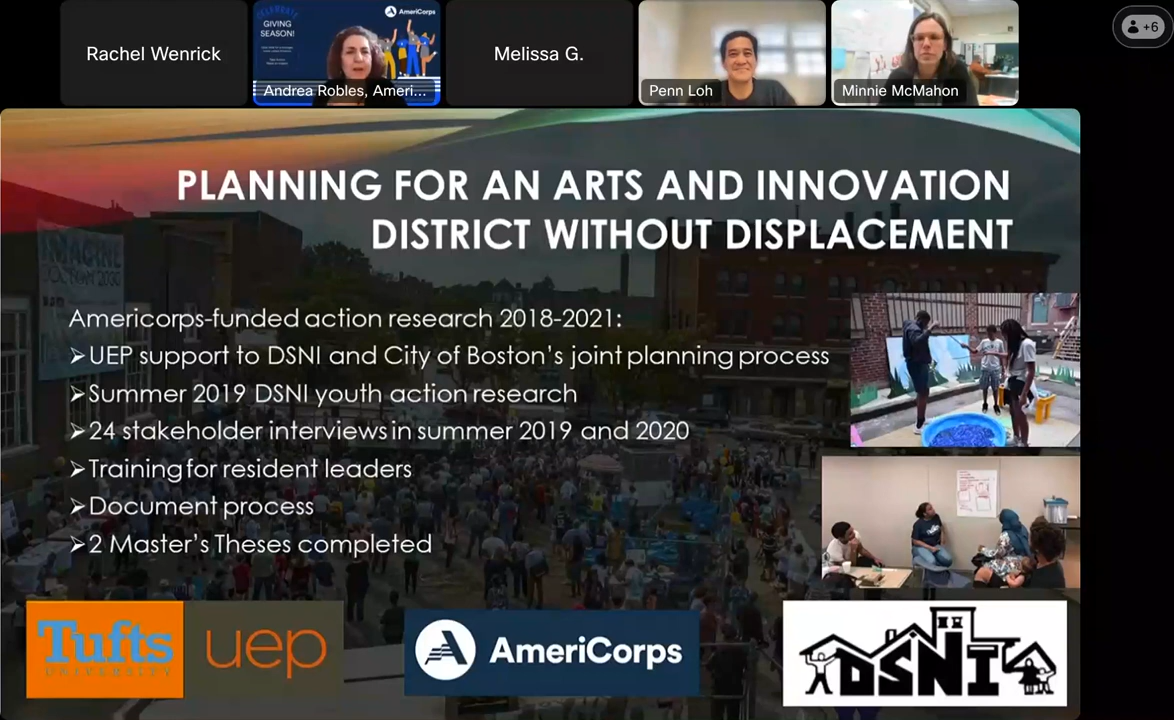 Rachel Wenrick
CELEBRATE
GIVING
SEASON!
AmeriCorps
Andrea Robles, Ameri...
Melissa G.
Penn Loh
Minnie McMahon
+6
PLANNING FOR AN ARTS AND INNOVATION
DISTRICT WITHOUT DISPLACEMENT
IMAGINE
Americorps-funded action research 2018-2021:
➢UEP support to DSNI and City of Boston's joint planning process
➢Summer 2019 DSNI youth action research
➢24 stakeholder interviews in summer 2019 and 2020
➢Training for resident leaders
➢Document process
➢2 Master's Theses completed
Tufts
UNIVERSITY
uep
AmeriCorps
DSNI